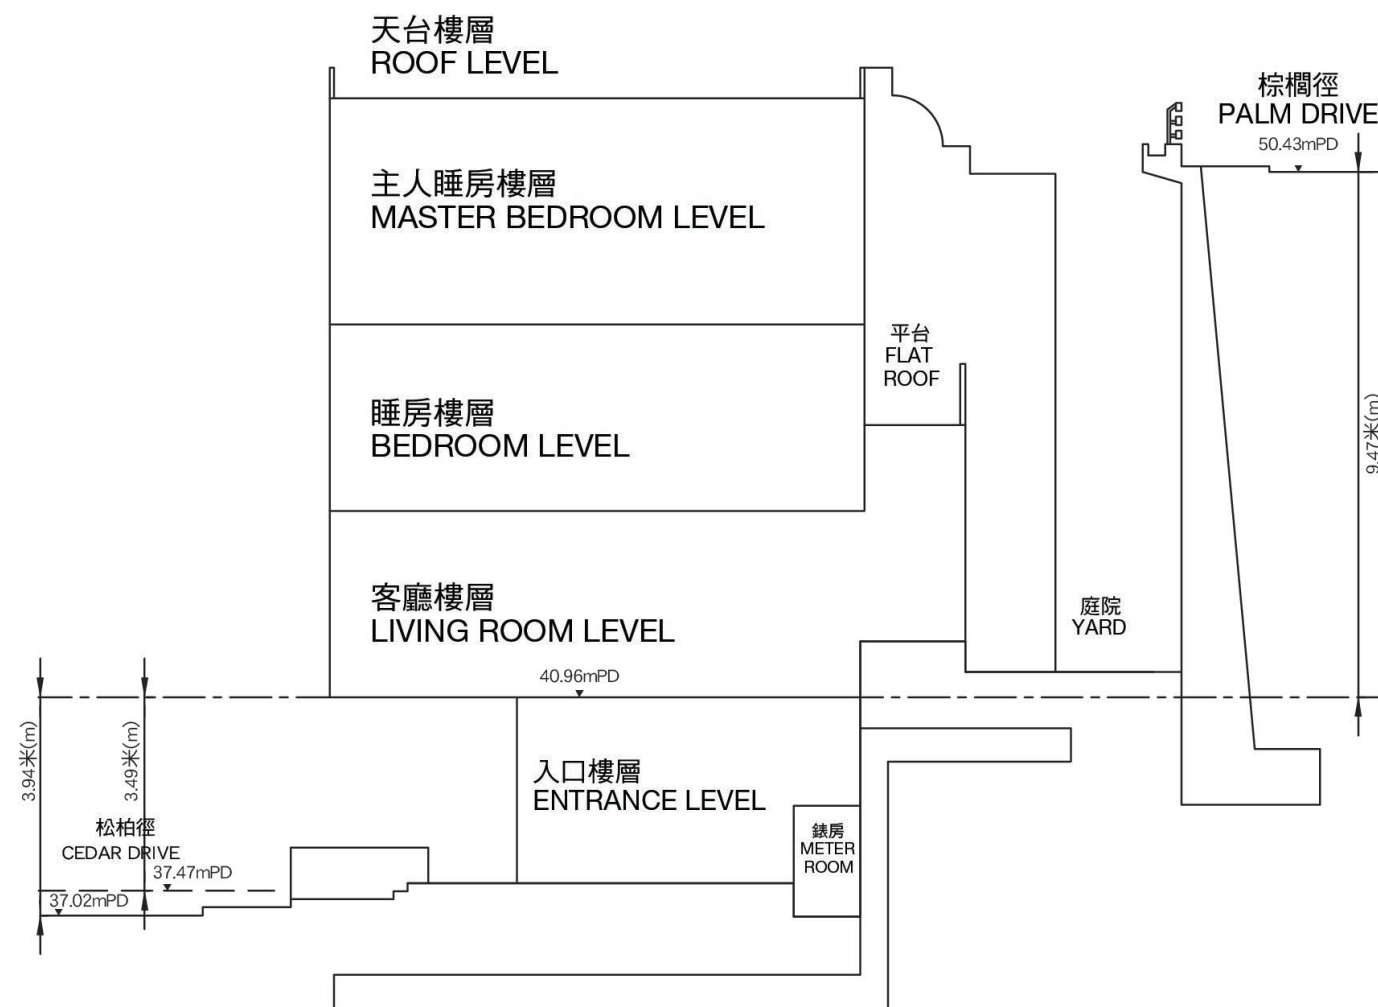 天台樓層
ROOF LEVEL
棕櫚徑
PALM DRIVE
50.43mPD
主人睡房樓層
MASTER BEDROOM LEVEL
平台
FLAT
ROOF
睡房樓層
BEDROOM LEVEL
9.47米(m)
客廳樓層
LIVING ROOM LEVEL
庭院
YARD
40.96mPD
3.94米(m)
3.49米(m)
入口樓層
ENTRANCE LEVEL
松柏徑
CEDAR DRIVE
錶房
METER
ROOM
37.47mPD
37.02mPD